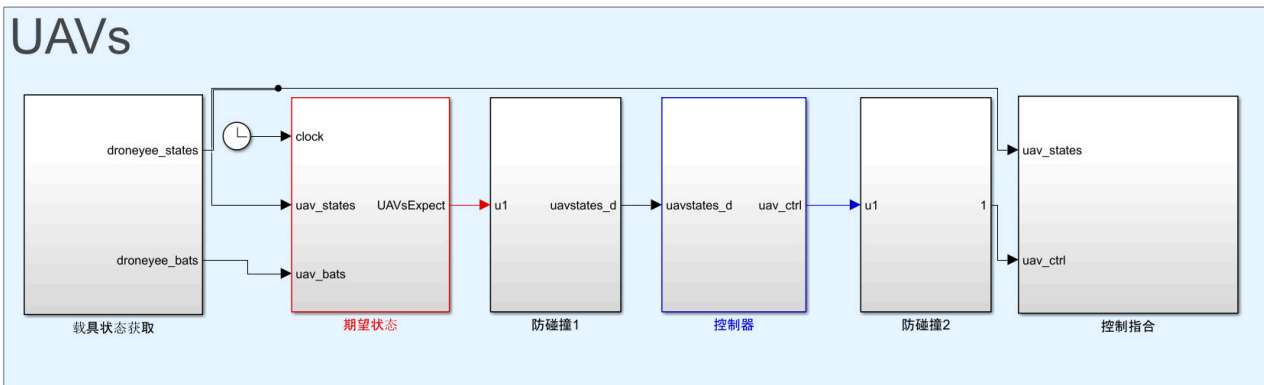 UAVs
droneyee_states
droneyee_bats
载具状态获取
clock
uav_states
UAVsExpect
uav_bats
期望状态
u1
uavstates_d
防碰撞1
uavstates_d
uav_ctrl
控制器
u1
1
防碰撞2
uav_states
uav_ctrl
控制指合